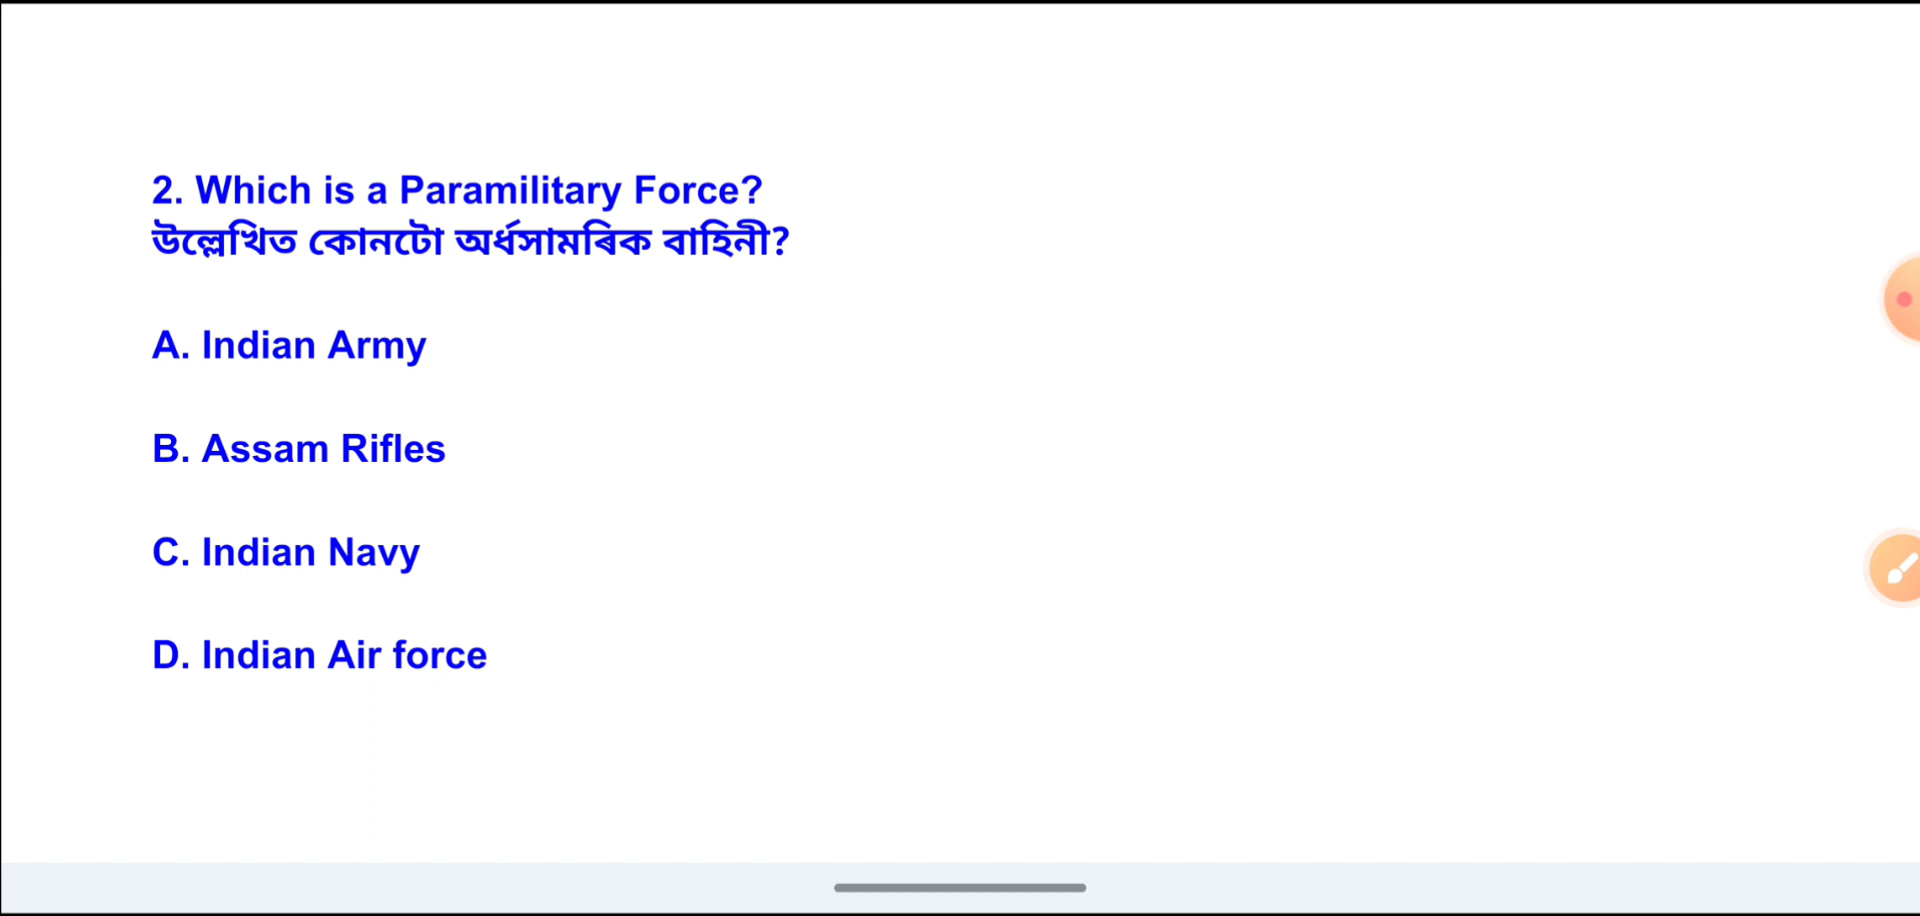 2. Which is a Paramilitary Force?
উল্লেখিত কোনটো অৰ্ধসামৰিক বাহিনী?
A. Indian Army
B. Assam Rifles
C. Indian Navy
D. Indian Air force